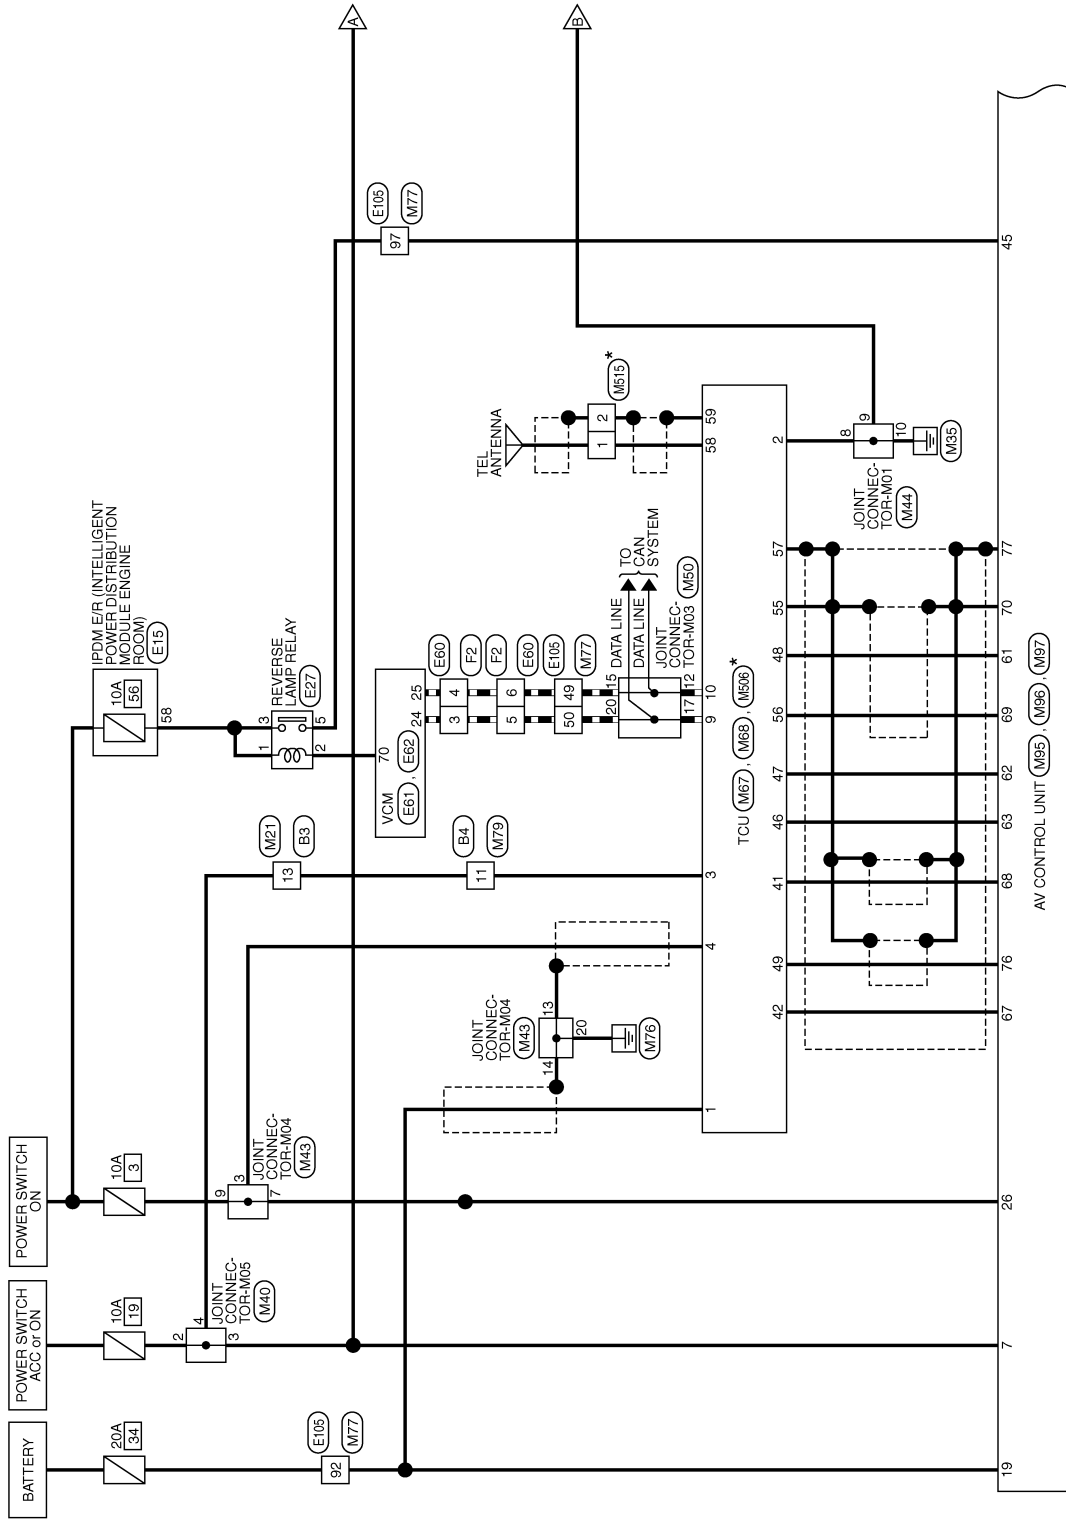 BATTERY
20A
34
E105
M77
92
19
POWER SWITCH
ACC or ON
10A
19
2
4
3
JOINT
CONNEC-
TOR-M05
M40
7
POWER SWITCH
ON
10A
3
9
3
7
JOINT
CONNEC-
TOR-M04
M43
26
IPDM E/R (INTELLIGENT
POWER DISTRIBUTION
MODULE ENGINE
ROOM)
E15
10A
56
58
REVERSE
LAMP RELAY
E27
1
3
2
5
VCM
E61 , E62
70
24
25
M21
B3
13
B4
M79
11
E60
3
4
F2
F2
5
6
E60
E105
50
49
M77
DATA LINE
DATA LINE
TO
CAN
SYSTEM
20
15
17
12
JOINT
CONNEC-
TOR-M03
M50
JOINT
CONNEC-
TOR-M04
M43
14
13
20
M76
TEL
ANTENNA
1
2
M515
*
1
4
3
9
10
58
59
TCU M67 , M68 , M506
*
42
49
41
46
47
56
48
55
57
2
8
9
10
JOINT
CONNEC-
TOR-M01
M44
M35
E105
M77
97
A
B
67
76
68
63
62
69
61
70
77
45
AV CONTROL UNIT M95 , M96 , M97